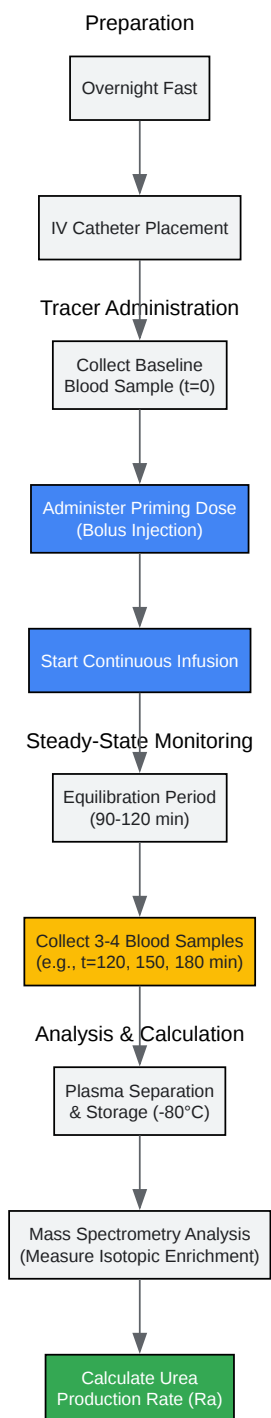 Preparation
Overnight Fast
IV Catheter Placement
Tracer Administration
Collect Baseline
Blood Sample (t=0)
Administer Priming Dose
(Bolus Injection)
Start Continuous Infusion
Steady-State Monitoring
Equilibration Period
(90-120 min)
Collect 3-4 Blood Samples
(e.g., t=120, 150, 180 min)
Analysis & Calculation
Plasma Separation
& Storage (-80°C)
Mass Spectrometry Analysis
(Measure Isotopic Enrichment)
Calculate Urea
Production Rate (Ra)